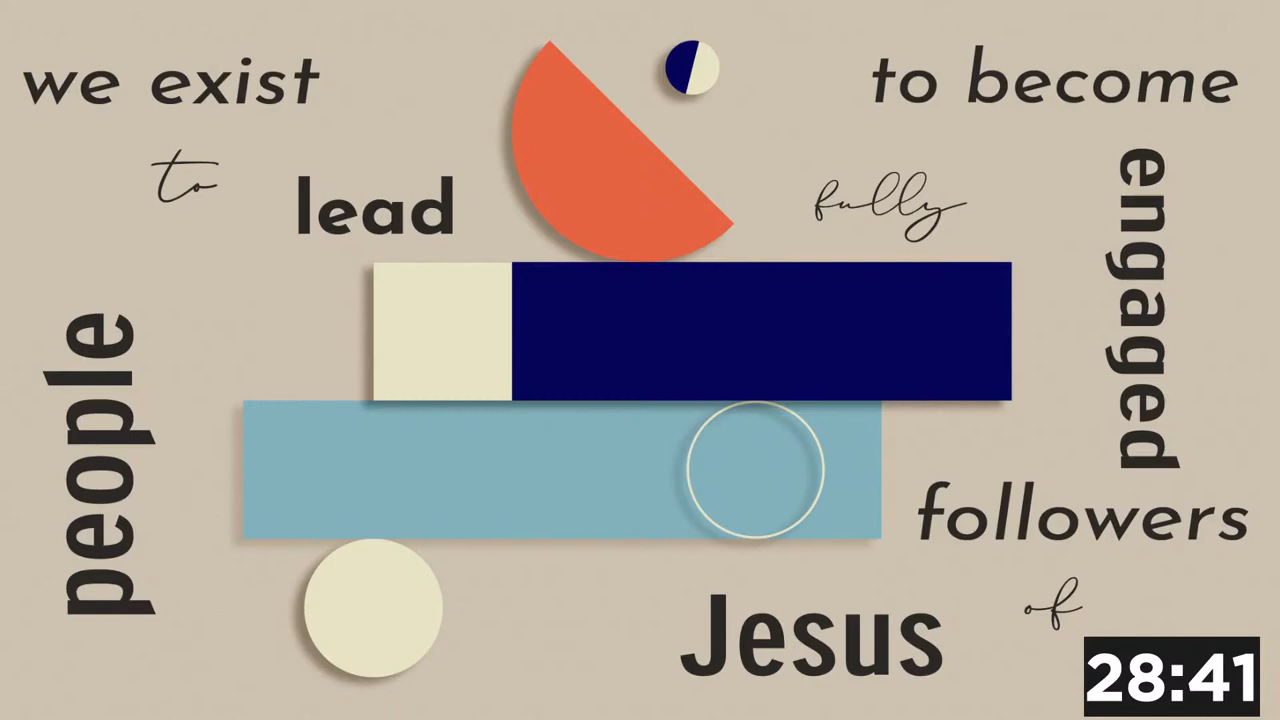 we exist
to
lead
people
to become
fully
engaged
followers
of
Jesus
28:41